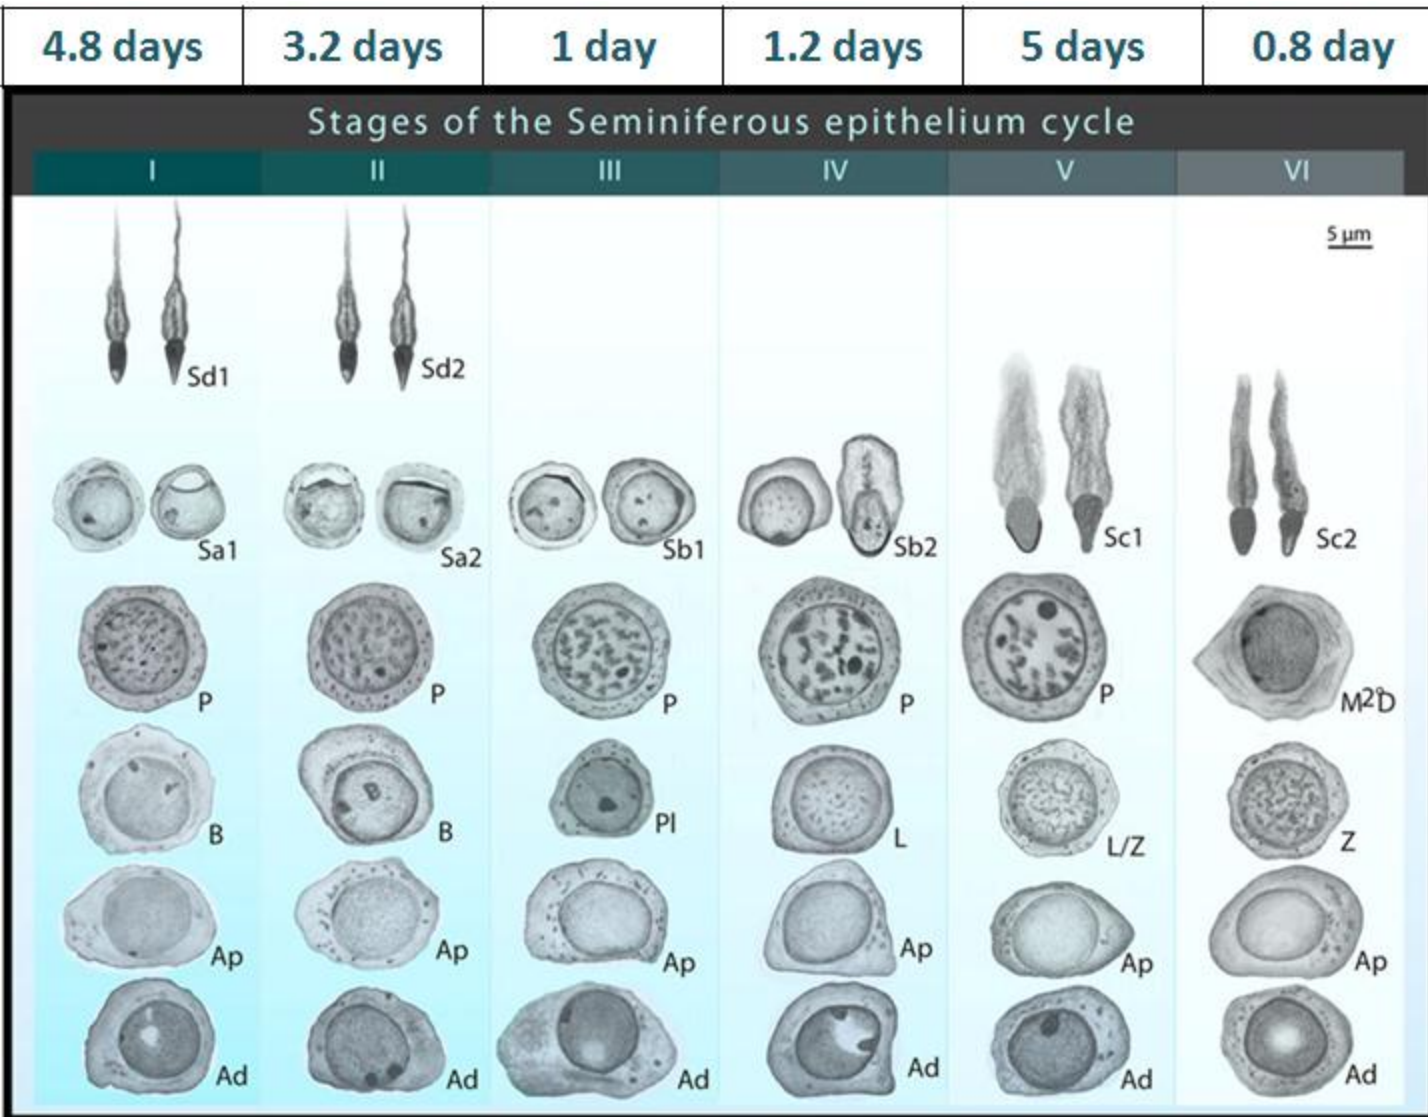 4.8 days 3.2 days 1 day 1.2 days 5 days 0.8 day
Stages of the Seminiferous epithelium cycle
I II III IV V VI
5 µm
Sd1 Sd2
Sa1 Sa2 Sb1 Sb2 Sc1 Sc2
P P P P P M2°D
B B Pl L L/Z Z
Ap Ap Ap Ap Ap Ap
Ad Ad Ad Ad Ad Ad